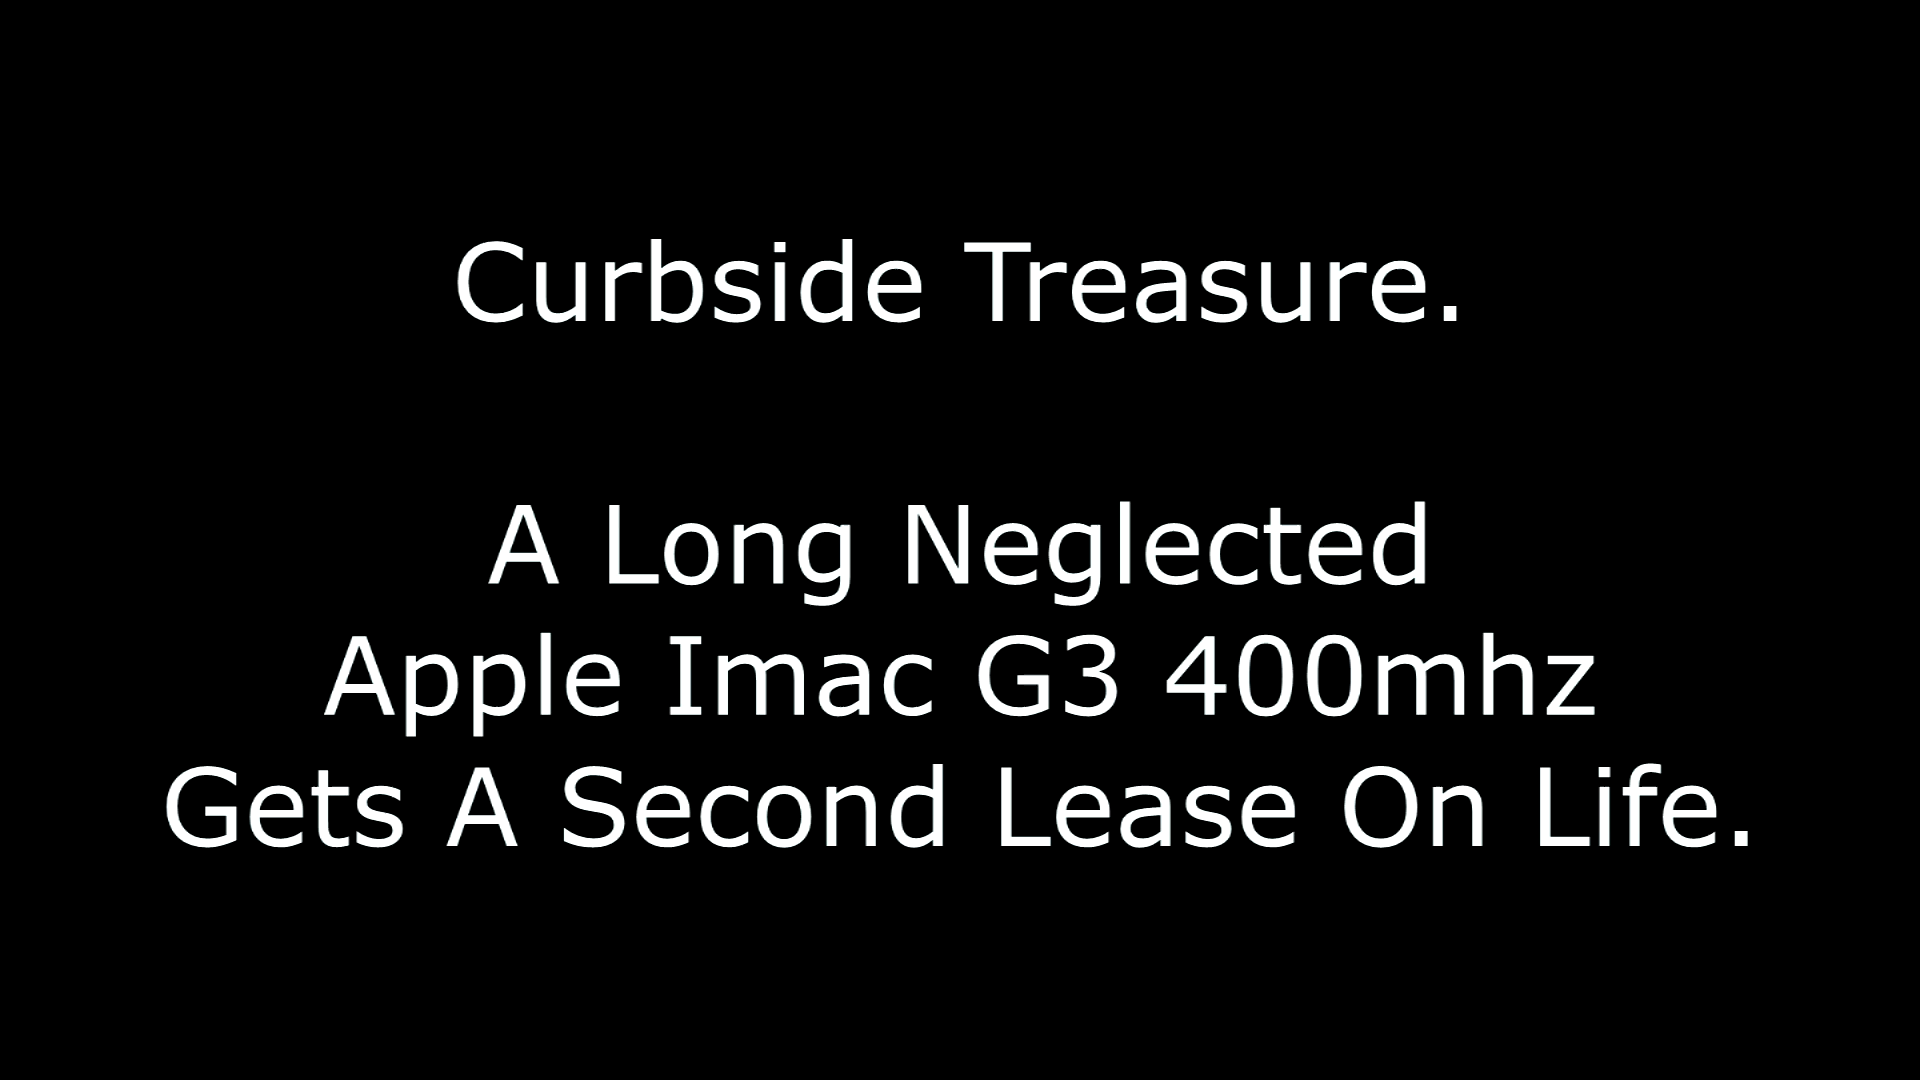 Curbside Treasure.
A Long Neglected
Apple Imac G3 400mhz
Gets A Second Lease On Life.